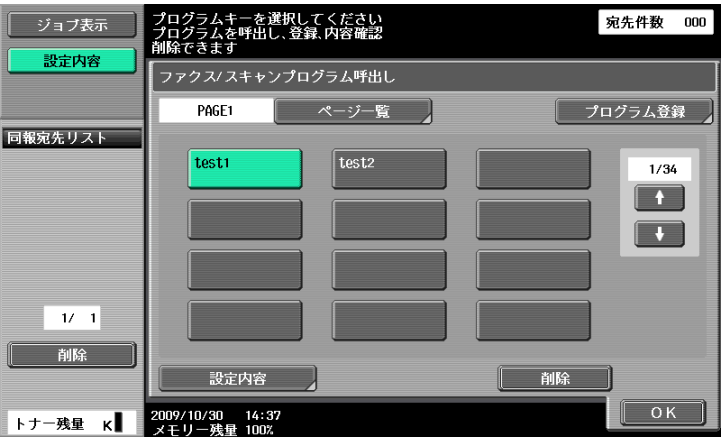 ジョブ表示
設定内容
プログラムキーを選択してください
プログラムを呼出し、登録、内容確認
削除できます
宛先件数 000
ファクス/スキャンプログラム呼出し
PAGE1
ページ一覧
プログラム登録
同報宛先リスト
test1
test2
1/34
↑
↓
1/ 1
削除
設定内容
削除
トナー残量 K
2009/10/30 14:37
メモリー残量 100%
OK